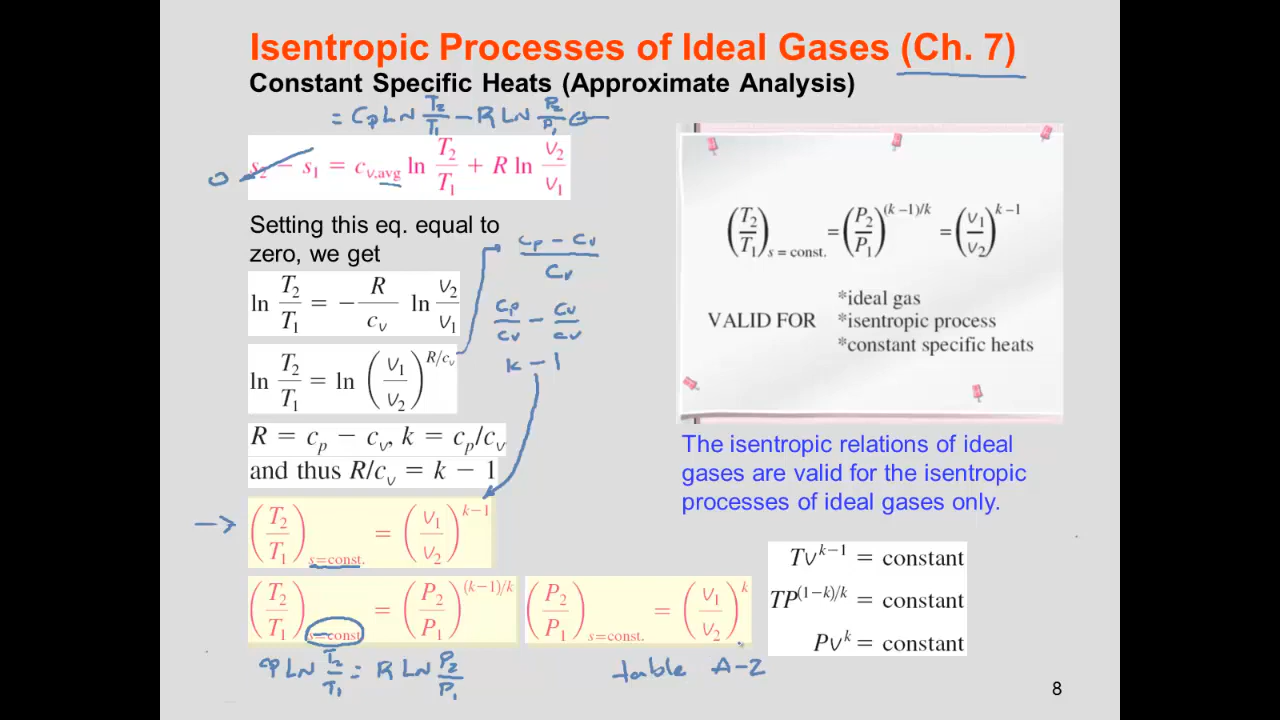 Isentropic Processes of Ideal Gases (Ch. 7)
Constant Specific Heats (Approximate Analysis)
= Cp LN T2/T1 - R LN P2/P1
0
s2 − s1 = cv,avg ln T2/T1 + R ln v2/v1
Setting this eq. equal to
zero, we get
ln T2/T1 = − R/cv ln v2/v1
ln T2/T1 = ln (v1/v2)^R/cv
R = cp − cv, k = cp/cv
and thus R/cv = k − 1
Cp - Cv / Cv
Cp/Cv - Cv/Cv
k - 1
(T2/T1)s=const. = (v1/v2)^k−1
(T2/T1)s=const. = (P2/P1)^(k−1)/k
(P2/P1)s=const. = (v1/v2)^k
Cp LN T2/T1 = R LN P2/P1
table A-2
(T2/T1)s = const. = (P2/P1)^(k−1)/k = (v1/v2)^k−1
VALID FOR
*ideal gas
*isentropic process
*constant specific heats
The isentropic relations of ideal
gases are valid for the isentropic
processes of ideal gases only.
Tv^k−1 = constant
TP^(1−k)/k = constant
Pv^k = constant
8